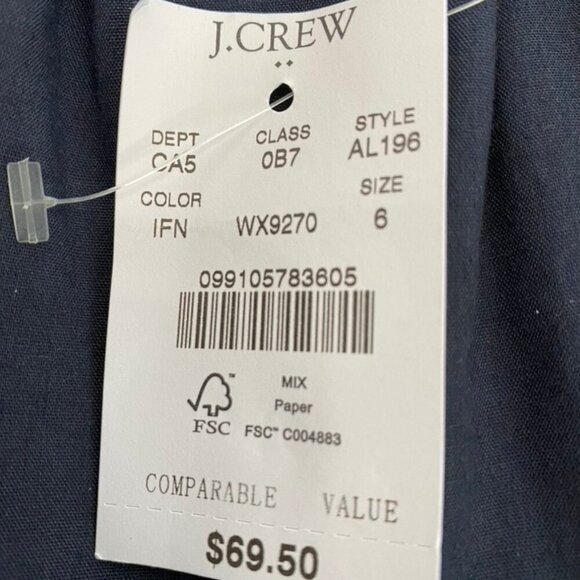 J.CREW
DEPT CLASS STYLE
CA5 0B7 AL196
COLOR SIZE
IFN WX9270 6
099105783605
MIX
Paper
FSC™ FSC™ C004883
COMPARABLE VALUE
$69.50